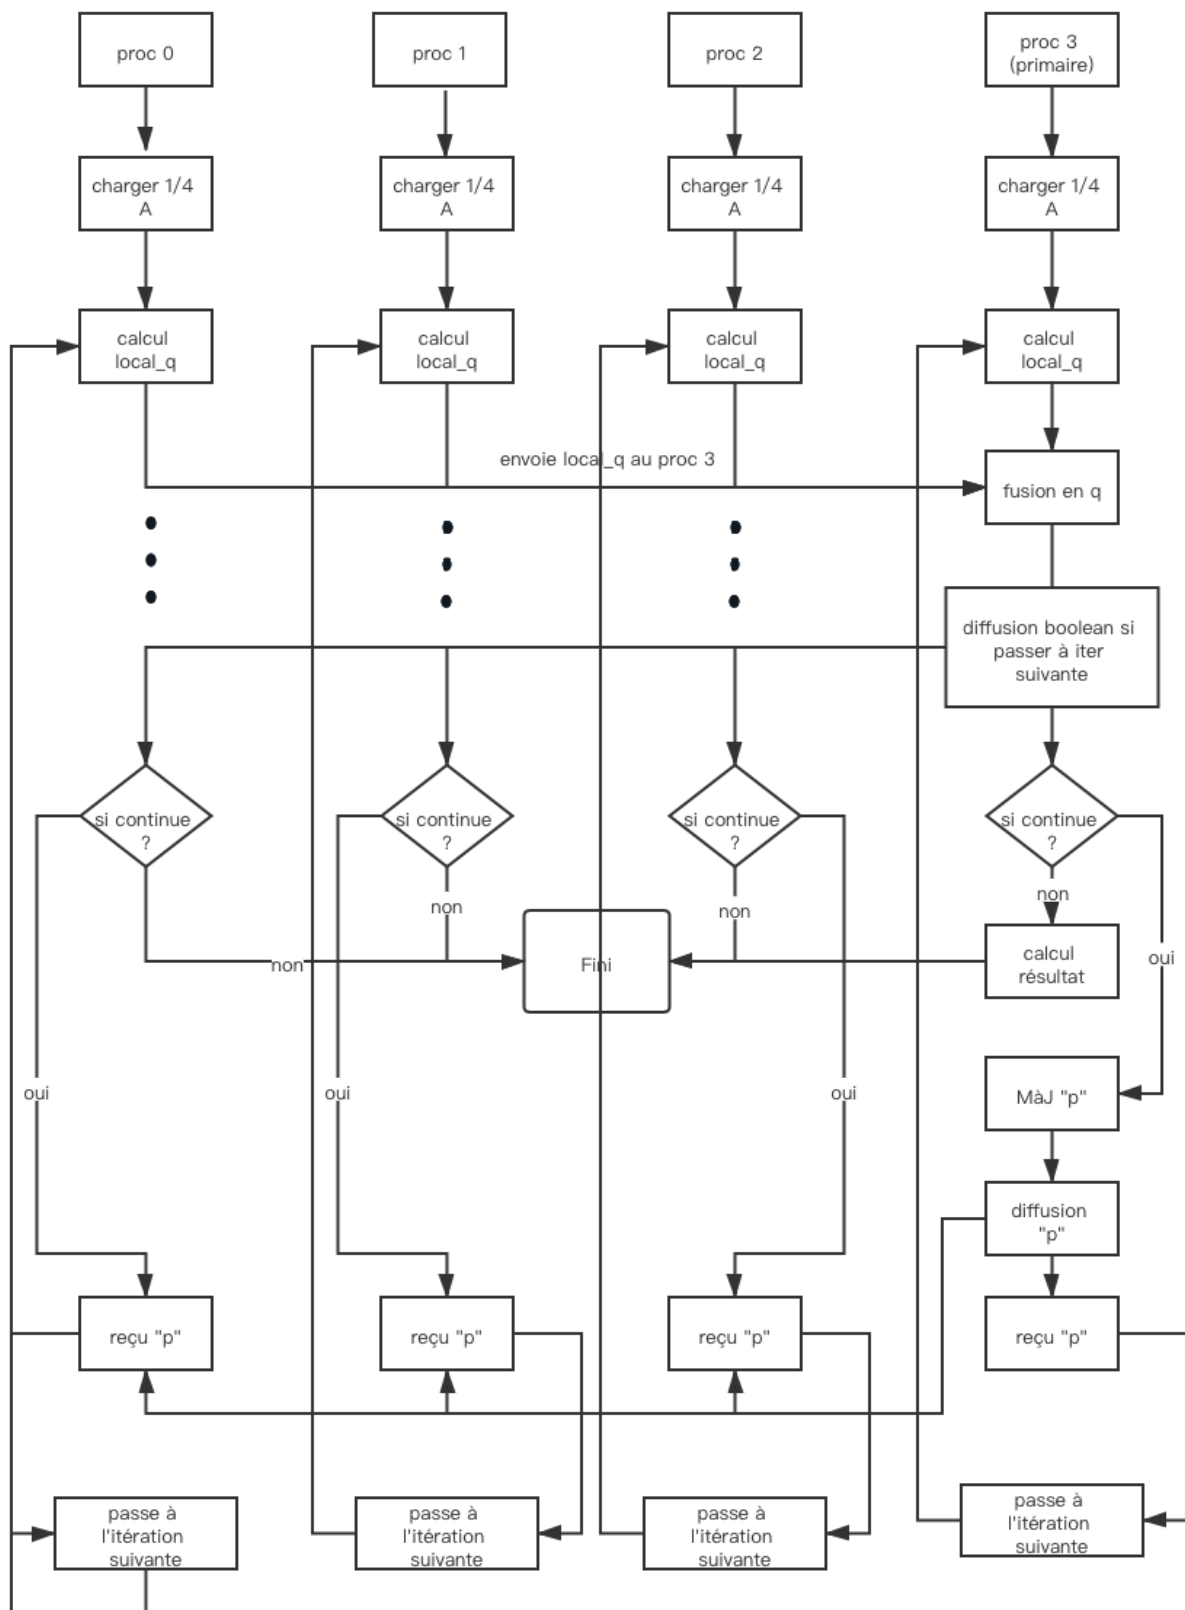 proc 0
proc 1
proc 2
proc 3
(primaire)
charger 1/4
A
charger 1/4
A
charger 1/4
A
charger 1/4
A
calcul
local_q
calcul
local_q
calcul
local_q
calcul
local_q
envoie local_q au proc 3
fusion en q
diffusion boolean si
passer à iter
suivante
si continue
?
si continue
?
si continue
?
si continue
?
non
non
non
non
Fini
calcul
résultat
oui
oui
oui
oui
MàJ "p"
diffusion
"p"
reçu "p"
reçu "p"
reçu "p"
reçu "p"
passe à
l'itération
suivante
passe à
l'itération
suivante
passe à
l'itération
suivante
passe à
l'itération
suivante